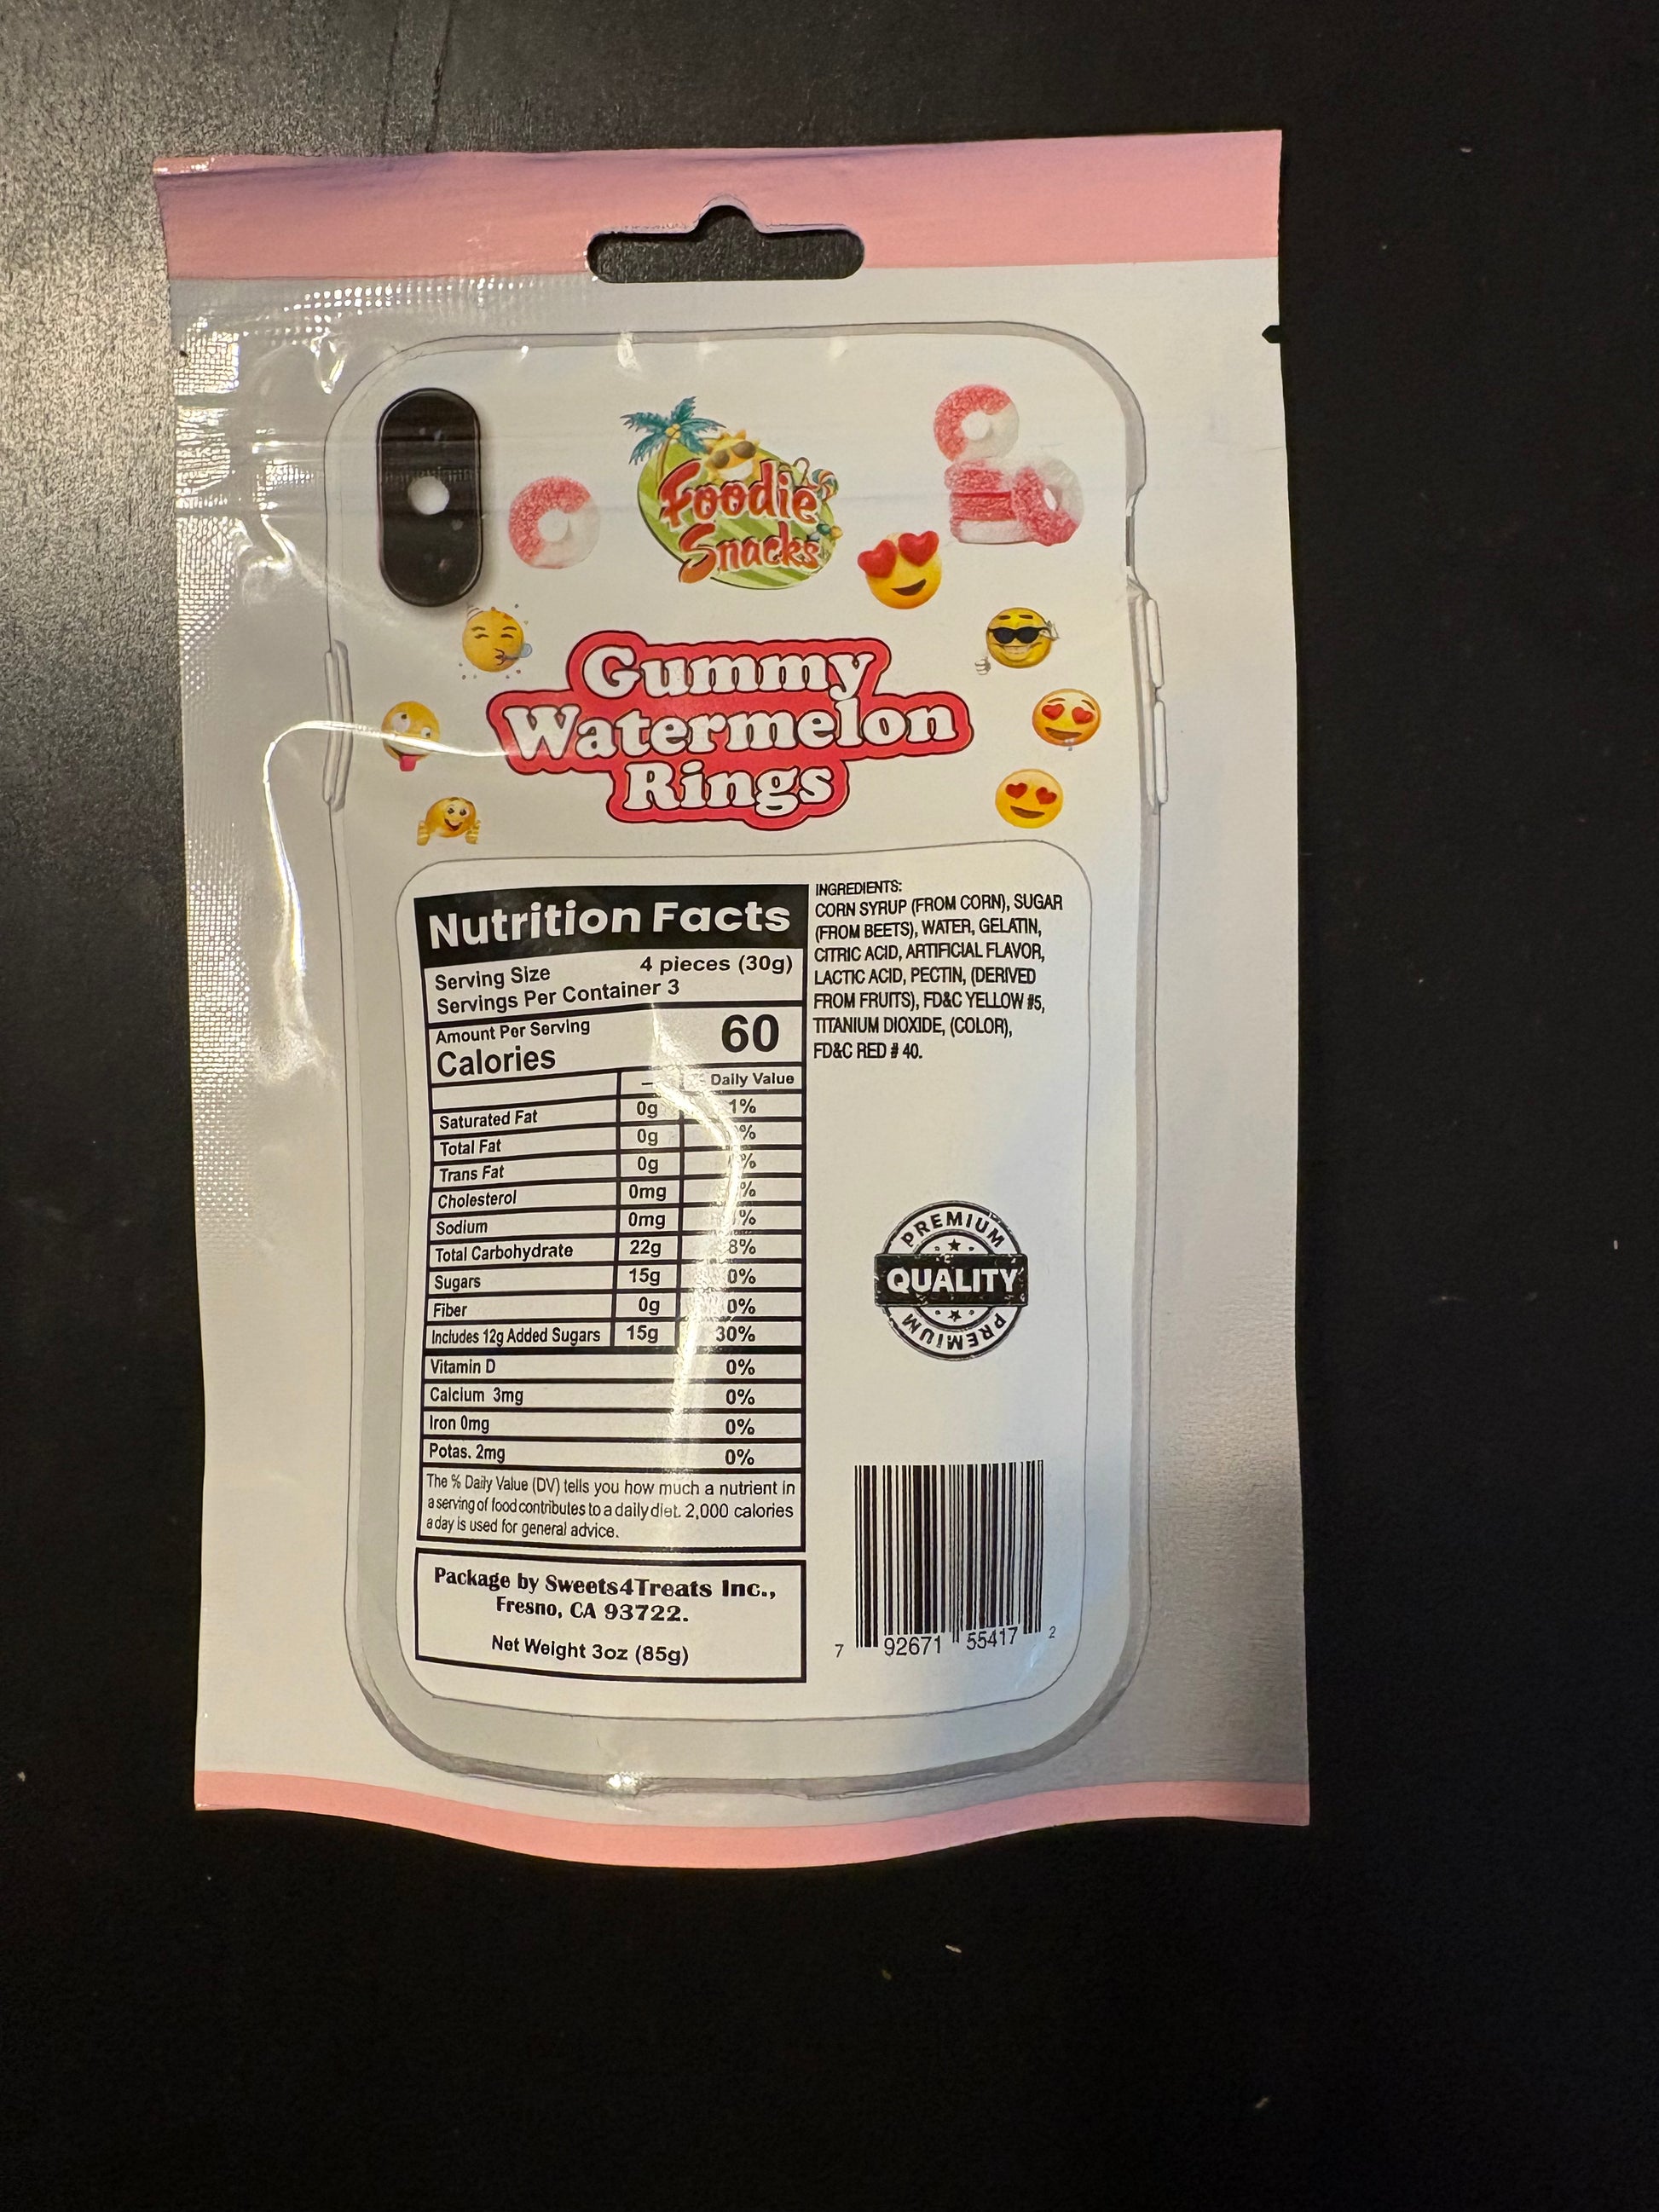 Foodie
Snacks
Gummy
Watermelon
Rings
Nutrition Facts
Serving Size 4 pieces (30g)
Servings Per Container 3
Amount Per Serving
Calories 60
Daily Value
Saturated Fat 0g 1%
Total Fat 0g %
Trans Fat 0g %
Cholesterol 0mg %
Sodium 0mg %
Total Carbohydrate 22g 8%
Sugars 15g 0%
Fiber 0g 0%
Includes 12g Added Sugars 15g 30%
Vitamin D 0%
Calcium 3mg 0%
Iron 0mg 0%
Potas. 2mg 0%
The % Daily Value (DV) tells you how much a nutrient in
a serving of food contributes to a daily diet. 2,000 calories
a day is used for general advice.
Package by Sweets4Treats Inc.,
Fresno, CA 93722.
Net Weight 3oz (85g)
INGREDIENTS:
CORN SYRUP (FROM CORN), SUGAR
(FROM BEETS), WATER, GELATIN,
CITRIC ACID, ARTIFICIAL FLAVOR,
LACTIC ACID, PECTIN, (DERIVED
FROM FRUITS), FD&C YELLOW #5,
TITANIUM DIOXIDE, (COLOR),
FD&C RED # 40.
PREMIUM
QUALITY
PREMIUM
7 92671 55417 2